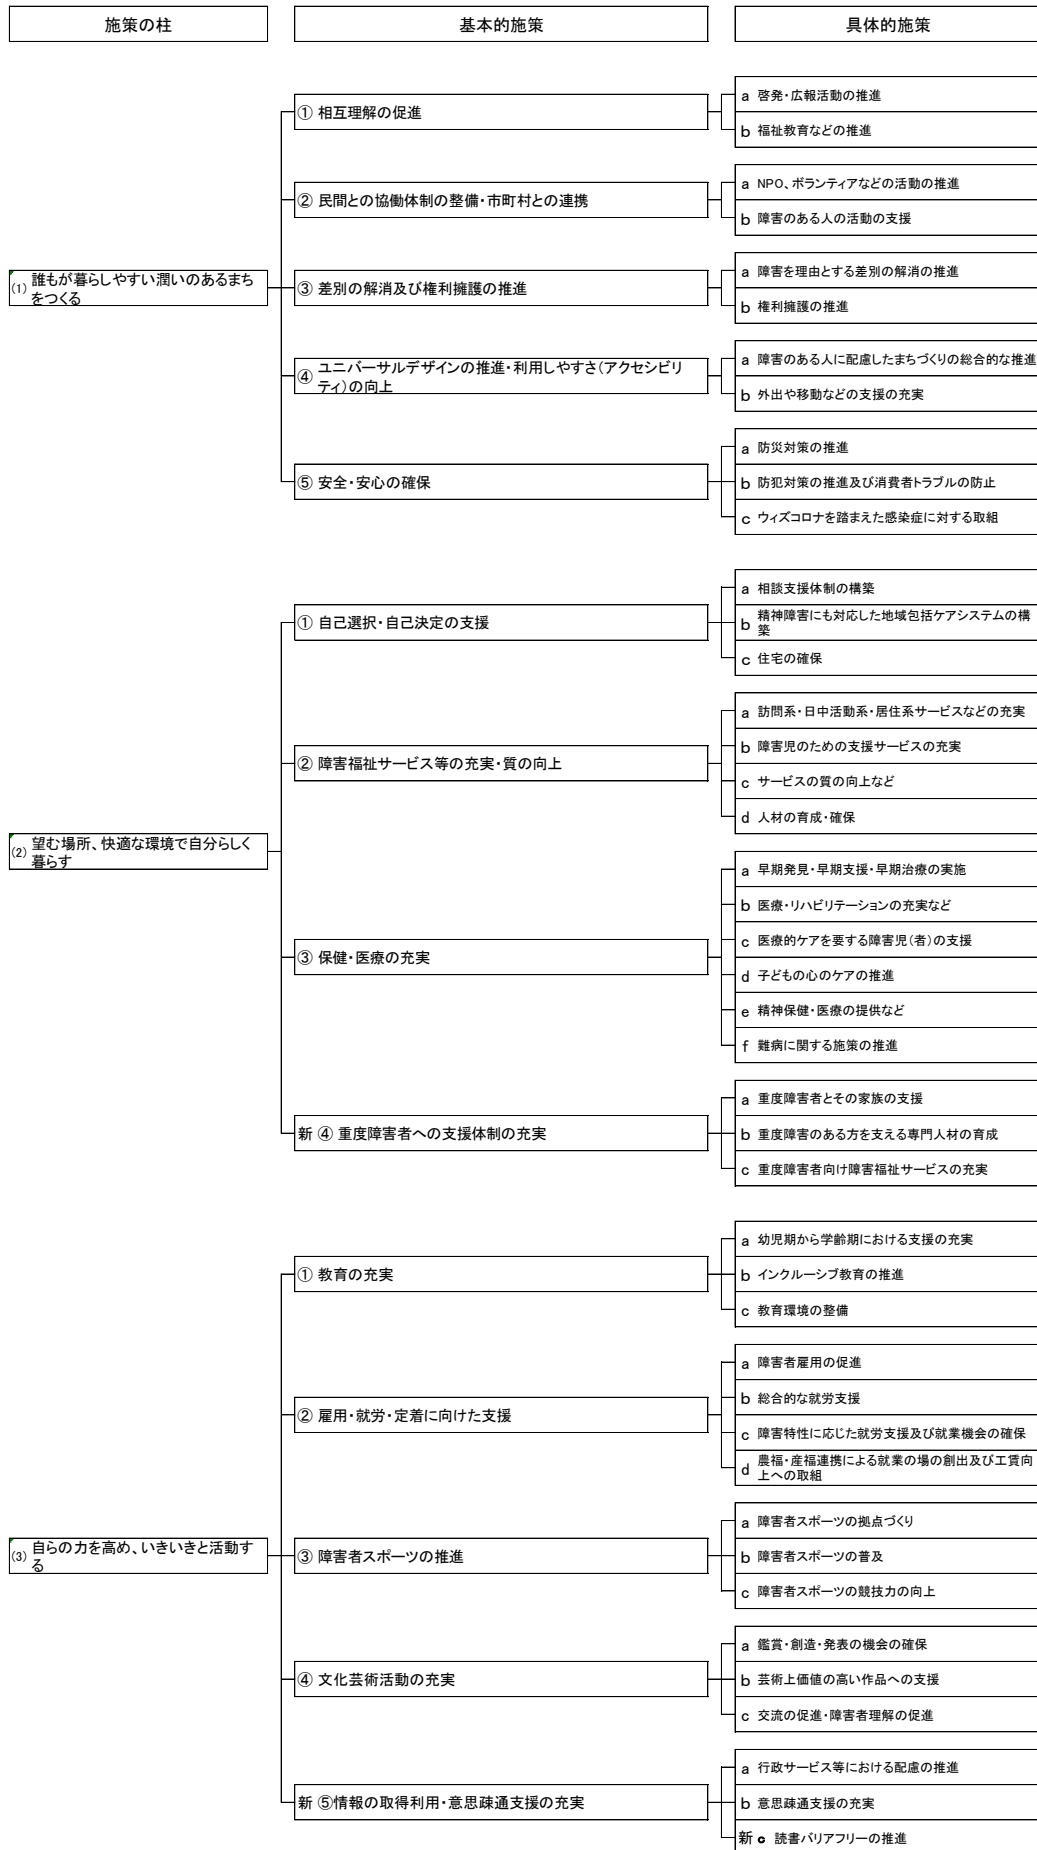 施策の柱
基本的施策
具体的施策
(1) 誰もが暮らしやすい潤いのあるまち
をつくる
① 相互理解の促進
a 啓発・広報活動の推進
b 福祉教育などの推進
② 民間との協働体制の整備・市町村との連携
a NPO、ボランティアなどの活動の推進
b 障害のある人の活動の支援
③ 差別の解消及び権利擁護の推進
a 障害を理由とする差別の解消の推進
b 権利擁護の推進
④ ユニバーサルデザインの推進・利用しやすさ(アクセシビリ
ティ)の向上
a 障害のある人に配慮したまちづくりの総合的な推進
b 外出や移動などの支援の充実
⑤ 安全・安心の確保
a 防災対策の推進
b 防犯対策の推進及び消費者トラブルの防止
c ウィズコロナを踏まえた感染症に対する取組
(2) 望む場所、快適な環境で自分らしく
暮らす
① 自己選択・自己決定の支援
a 相談支援体制の構築
b 精神障害にも対応した地域包括ケアシステムの構
築
c 住宅の確保
② 障害福祉サービス等の充実・質の向上
a 訪問系・日中活動系・居住系サービスなどの充実
b 障害児のための支援サービスの充実
c サービスの質の向上など
d 人材の育成・確保
③ 保健・医療の充実
a 早期発見・早期支援・早期治療の実施
b 医療・リハビリテーションの充実など
c 医療的ケアを要する障害児(者)の支援
d 子どもの心のケアの推進
e 精神保健・医療の提供など
f 難病に関する施策の推進
新 ④ 重度障害者への支援体制の充実
a 重度障害者とその家族の支援
b 重度障害のある方を支える専門人材の育成
c 重度障害者向け障害福祉サービスの充実
(3) 自らの力を高め、いきいきと活動す
る
① 教育の充実
a 幼児期から学齢期における支援の充実
b インクルーシブ教育の推進
c 教育環境の整備
② 雇用・就労・定着に向けた支援
a 障害者雇用の促進
b 総合的な就労支援
c 障害特性に応じた就労支援及び就業機会の確保
d 農福・産福連携による就業の場の創出及び工賃向
上への取組
③ 障害者スポーツの推進
a 障害者スポーツの拠点づくり
b 障害者スポーツの普及
c 障害者スポーツの競技力の向上
④ 文化芸術活動の充実
a 鑑賞・創造・発表の機会の確保
b 芸術上価値の高い作品への支援
c 交流の促進・障害者理解の促進
新 ⑤情報の取得利用・意思疎通支援の充実
a 行政サービス等における配慮の推進
b 意思疎通支援の充実
新 c 読書バリアフリーの推進